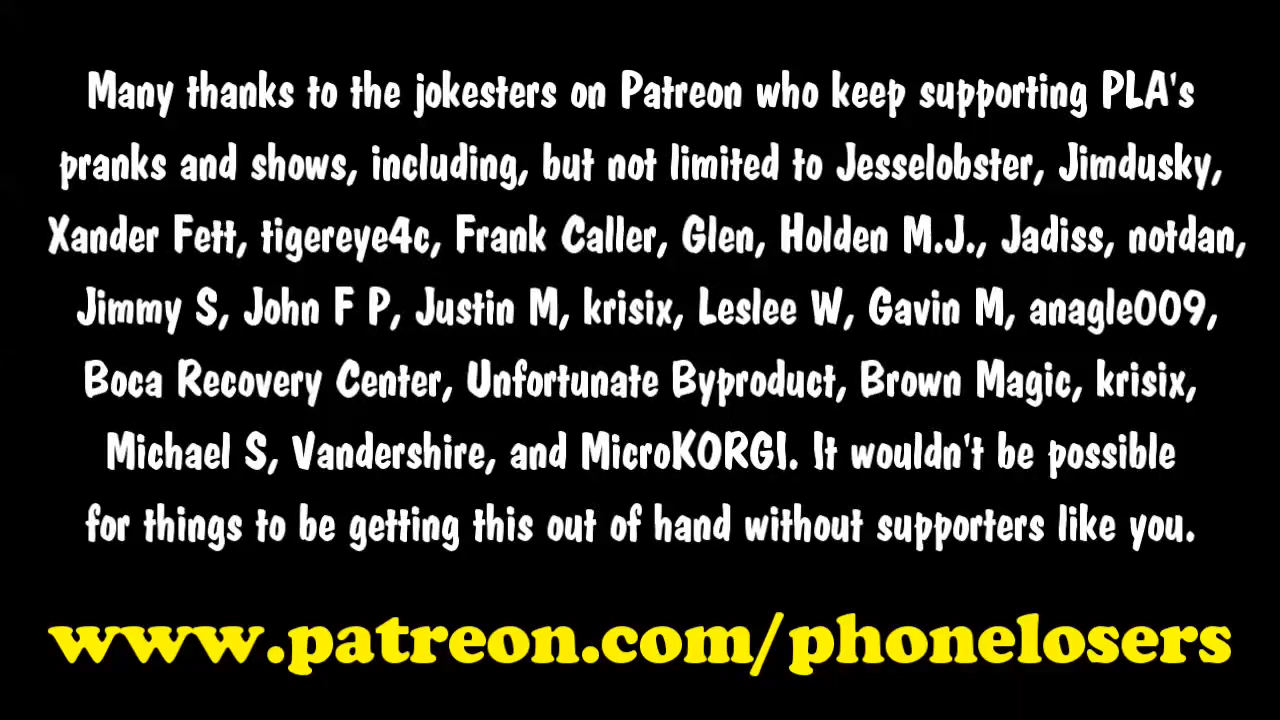 Many thanks to the jokesters on Patreon who keep supporting PLA's
pranks and shows, including, but not limited to Jesselobster, Jimdusky,
Xander Fett, tigereye4c, Frank Caller, Glen, Holden M.J., Jadiss, notdan,
Jimmy S, John F P, Justin M, krisix, Leslee W, Gavin M, anagle009,
Boca Recovery Center, Unfortunate Byproduct, Brown Magic, krisix,
Michael S, Vandershire, and MicroKORGI. It wouldn't be possible
for things to be getting this out of hand without supporters like you.
www.patreon.com/phonelosers